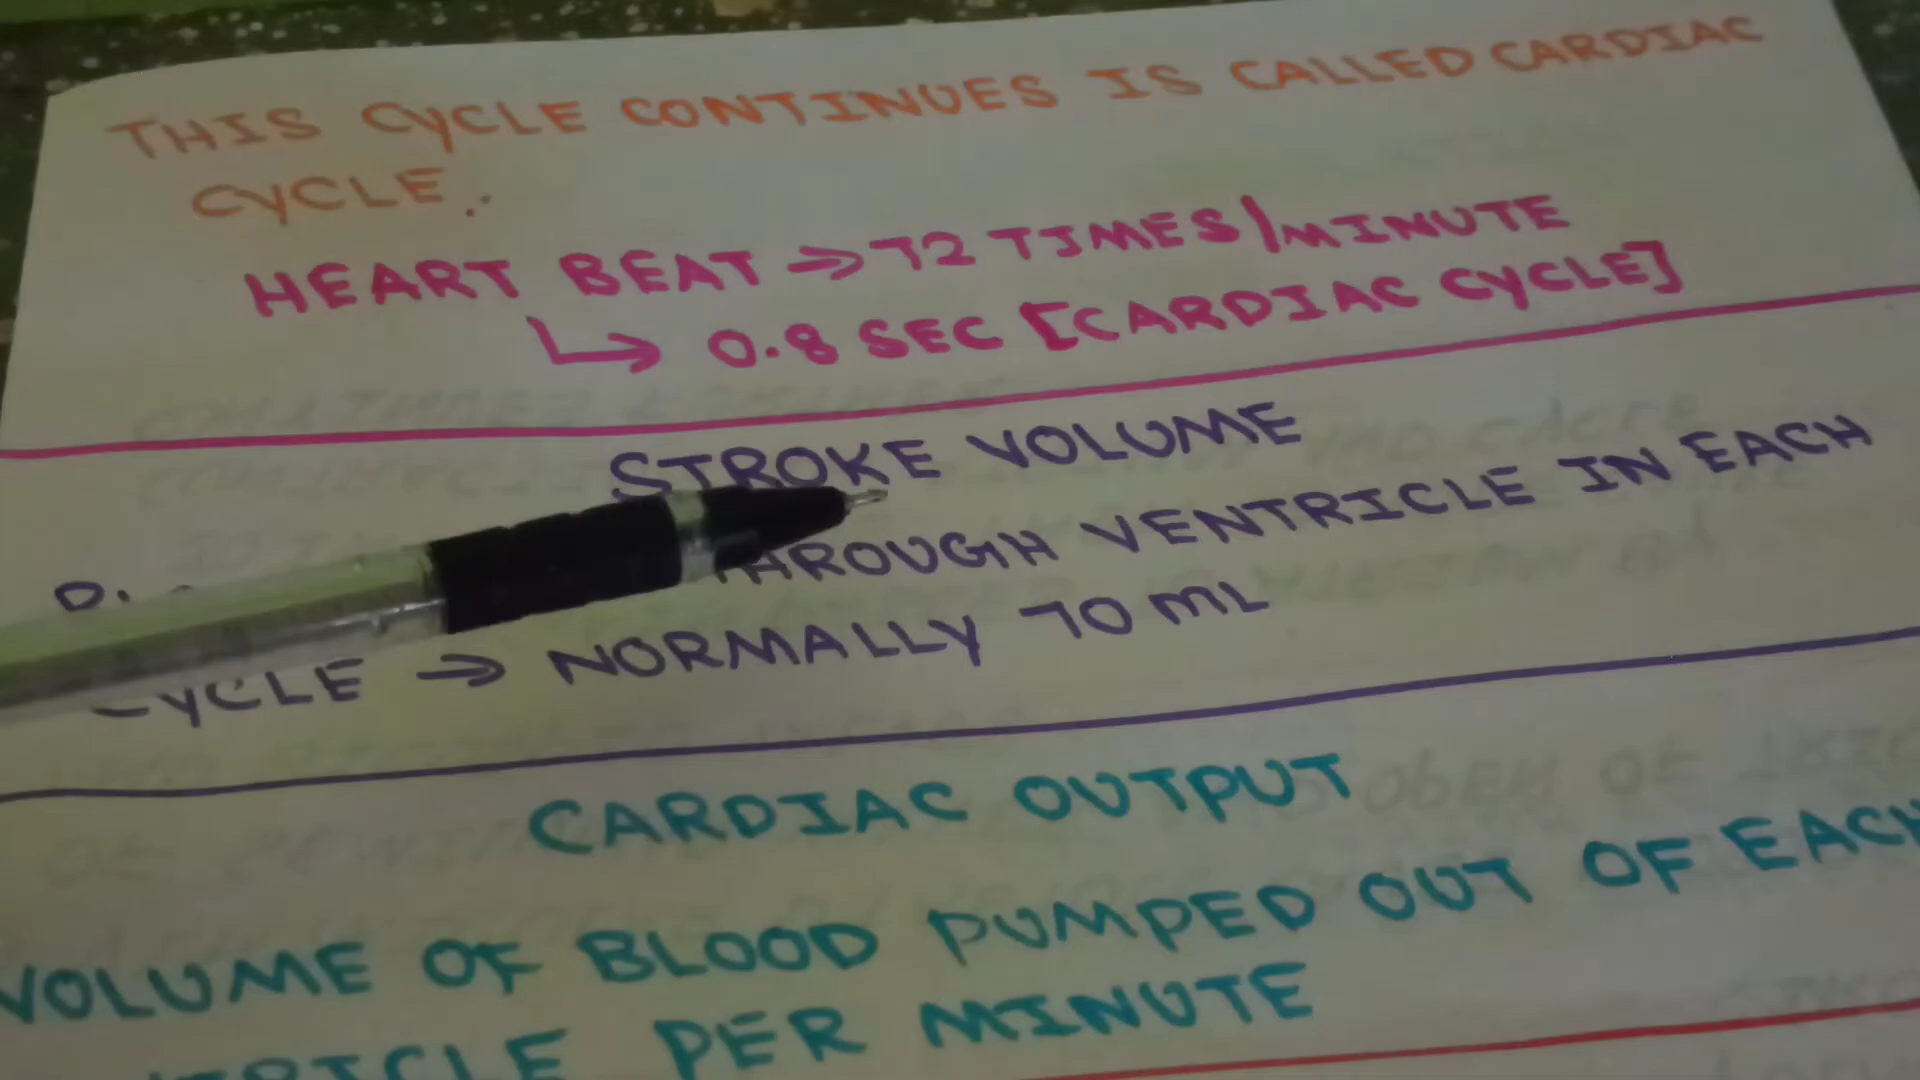 THIS CYCLE CONTINUES IS CALLED CARDIAC
CYCLE.
HEART BEAT → 72 TIMES/MINUTE
↳ 0.8 SEC [CARDIAC CYCLE]
STROKE VOLUME
THROUGH VENTRICLE IN EACH
CYCLE → NORMALLY 70 ML
CARDIAC OUTPUT
VOLUME OF BLOOD PUMPED OUT OF EACH
PER MINUTE